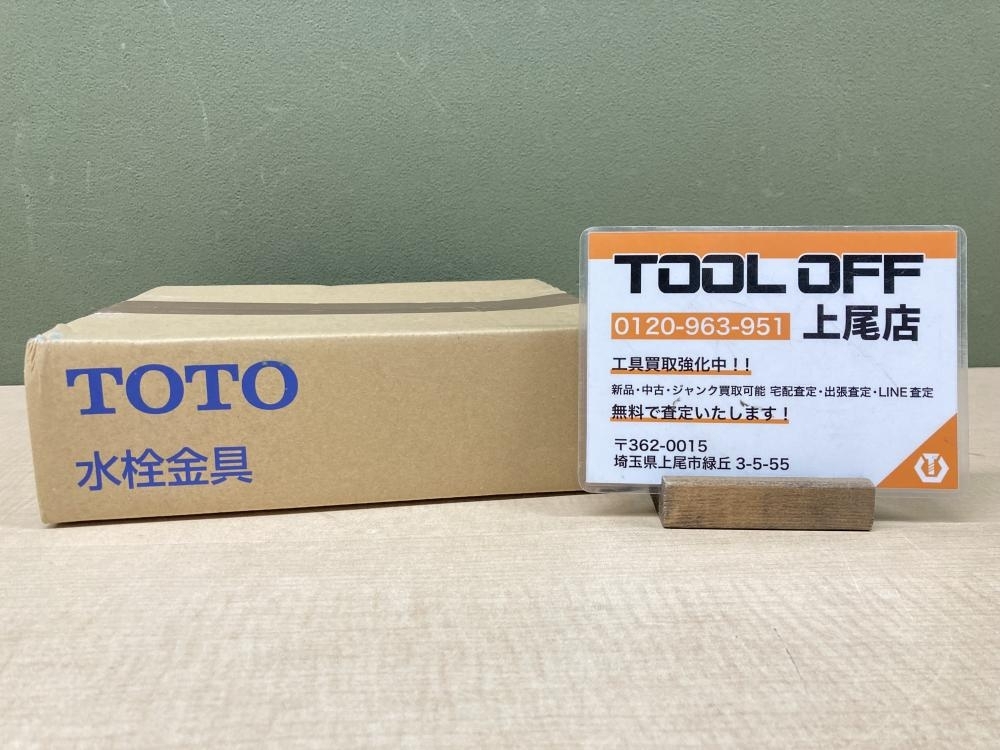 TOTO
水栓金具
TOOL OFF
0120-963-951 上尾店
工具買取強化中！！
新品・中古・ジャンク買取可能 宅配査定・出張査定・LINE査定
無料で査定いたします！
〒362-0015
埼玉県上尾市緑丘 3-5-55